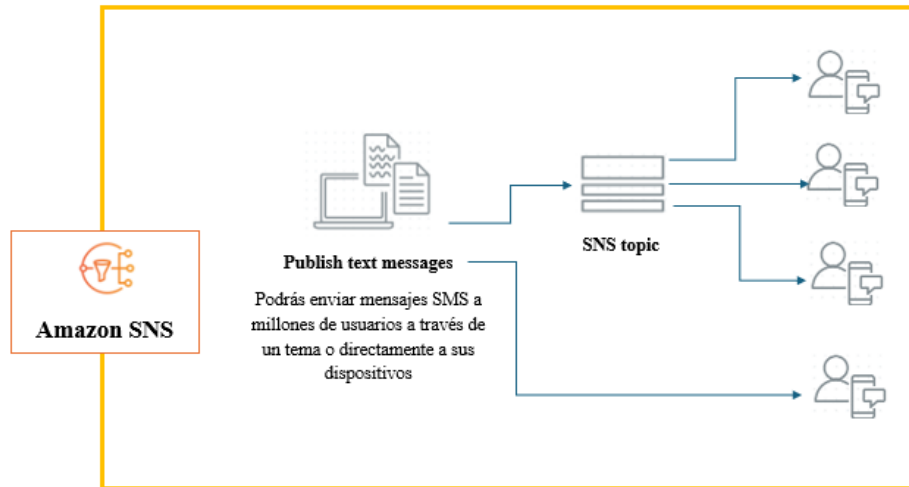 Amazon SNS
Publish text messages
Podrás enviar mensajes SMS a
millones de usuarios a través de
un tema o directamente a sus
dispositivos
SNS topic